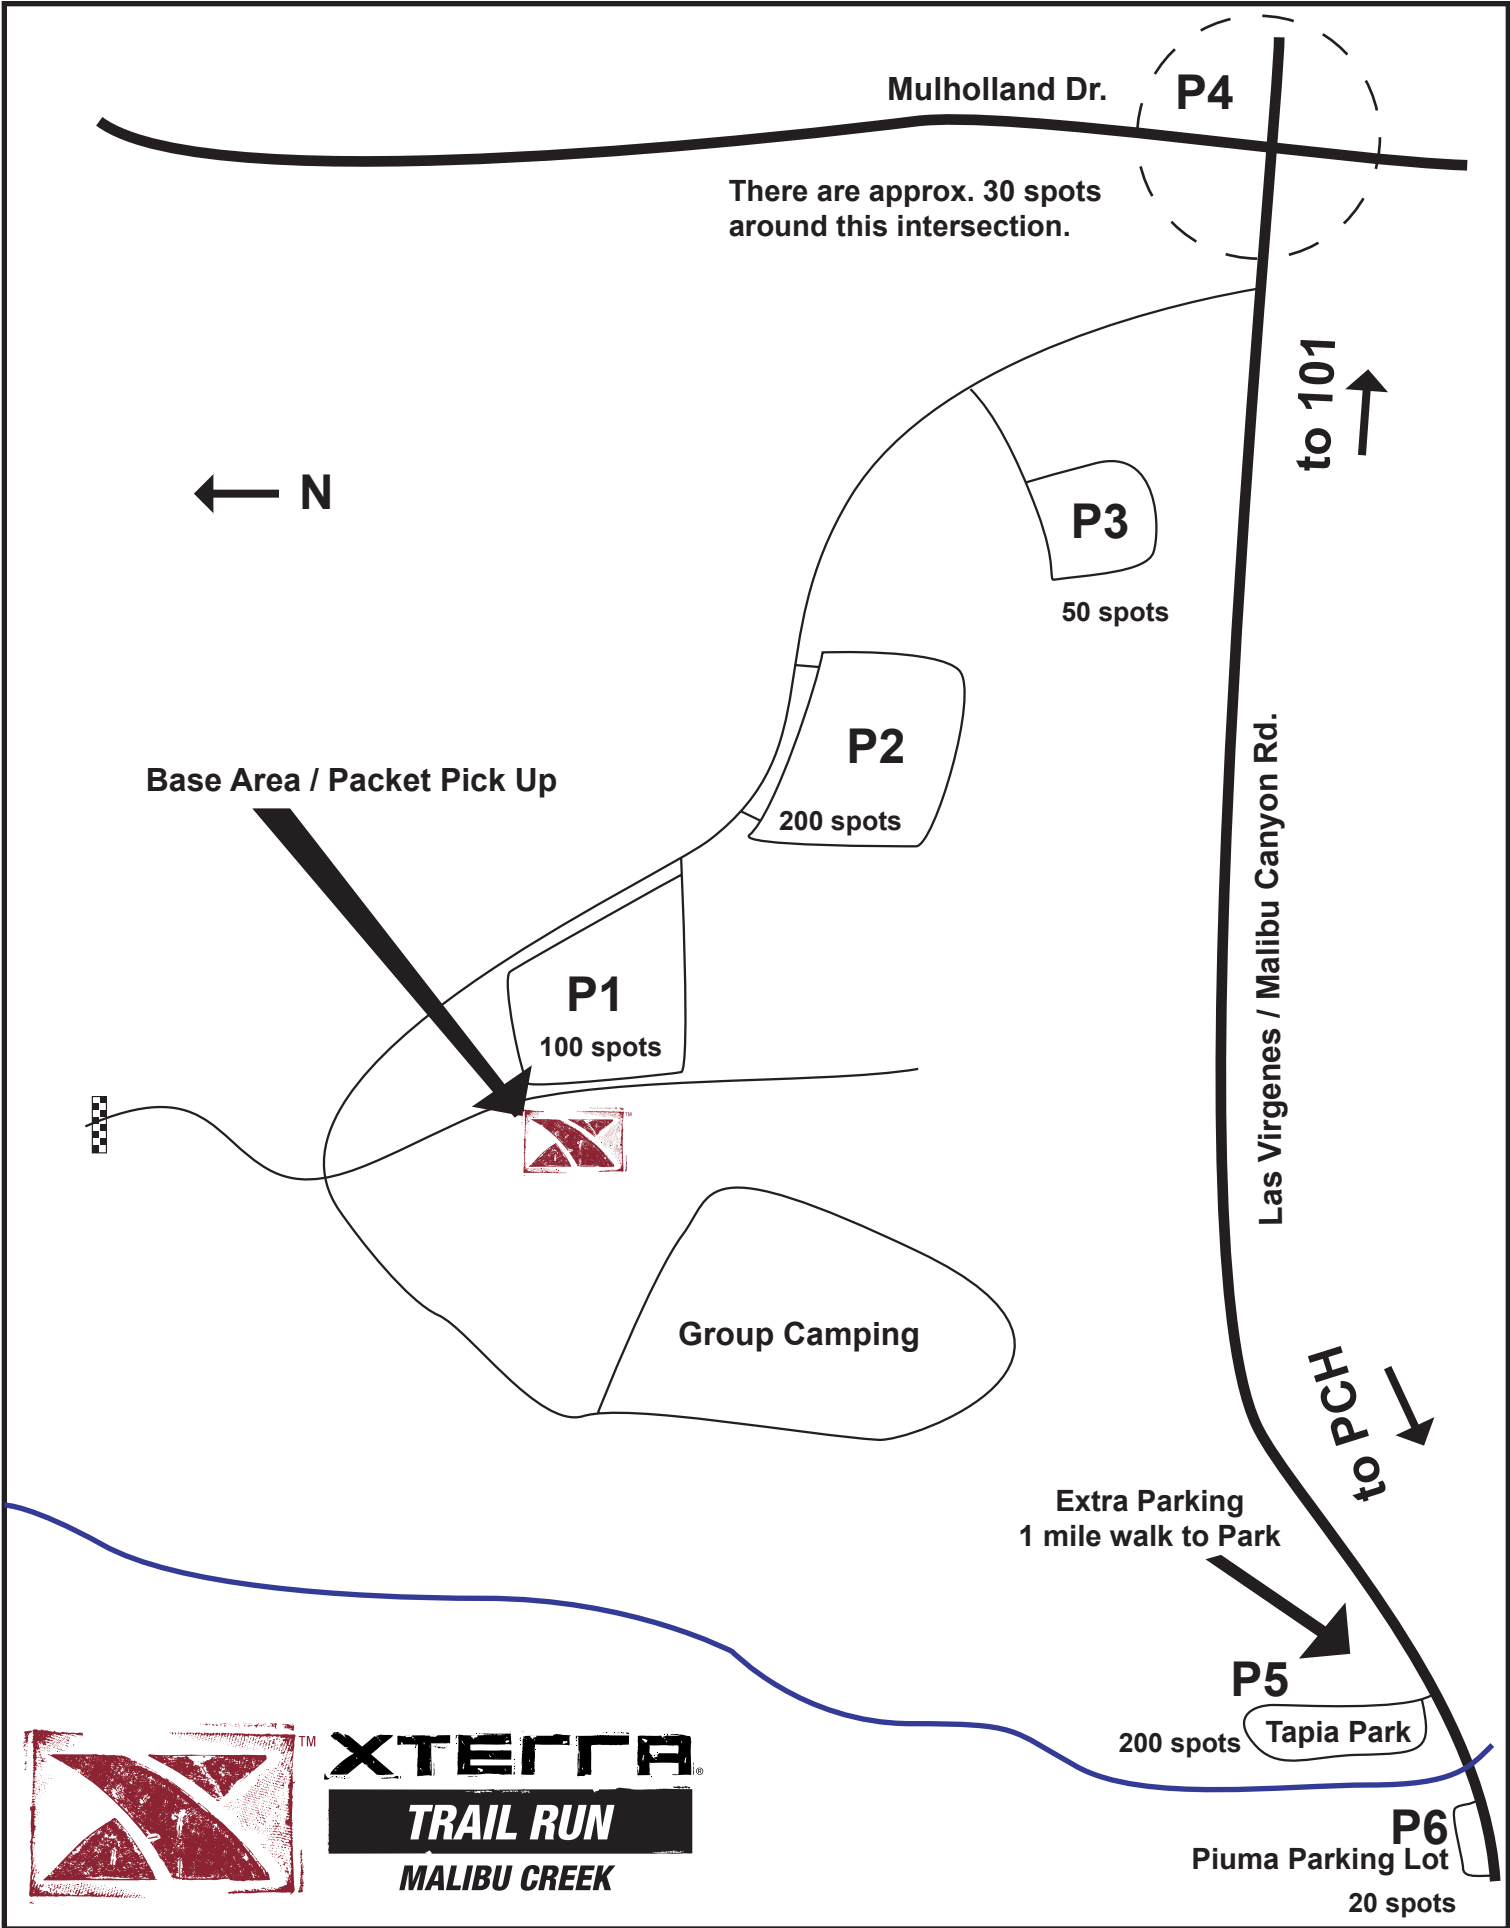 Mulholland Dr.
P4
There are approx. 30 spots
around this intersection.
to 101
N
P3
50 spots
P2
200 spots
Las Virgenes / Malibu Canyon Rd.
Base Area / Packet Pick Up
P1
100 spots
TM
Group Camping
to PCH
Extra Parking
1 mile walk to Park
P5
Tapia Park
200 spots
TM
XTERRA®
TRAIL RUN
MALIBU CREEK
P6
Piuma Parking Lot
20 spots